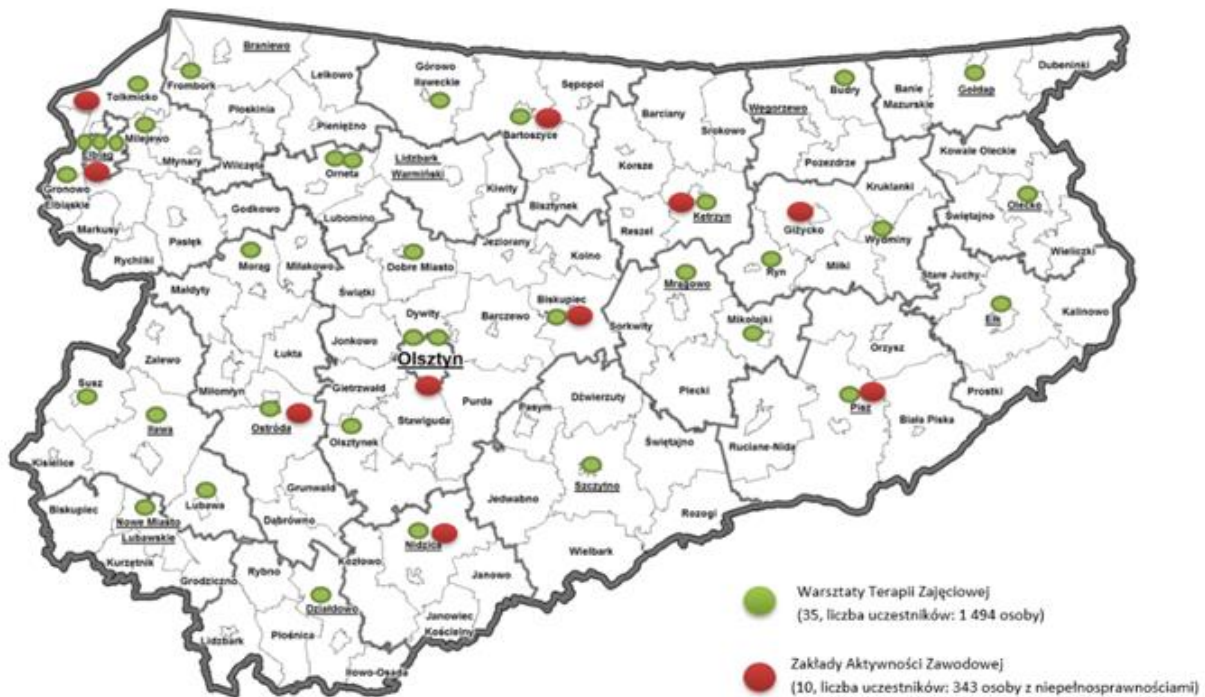 Braniewo
Lelkowo
Frombork
Tolkmicko
Płoskinia
Pieniężno
Milejewo
Młynary
Wilczęta
Elbląg
Gronowo
Elbląskie
Markusy
Pasłęk
Rychliki
Godkowo
Górowo
Iławeckie
Sępopol
Bartoszyce
Orneta
Lidzbark
Warmiński
Kiwity
Lubomino
Bisztynek
Barciany
Srokowo
Korsze
Kętrzyn
Reszel
Węgorzewo
Budry
Pozezdrze
Banie
Mazurskie
Gołdap
Dubeninki
Kowale Oleckie
Kruklanki
Giżycko
Wydminy
Ryn
Miłki
Świętajno
Olecko
Wieliczki
Stare Juchy
Ełk
Kalinowo
Prostki
Morąg
Miłakowo
Małdyty
Dobre Miasto
Jeziorany
Kolno
Świątki
Dywity
Barczewo
Biskupiec
Jonkowo
Olsztyn
Gietrzwałd
Stawiguda
Purda
Olsztynek
Mrągowo
Mikołajki
Sorkwity
Piecki
Orzysz
Pisz
Biała Piska
Ruciane-Nida
Zalewo
Łukta
Miłomłyn
Susz
Iława
Ostróda
Kisielice
Lubawa
Grunwald
Dąbrówno
Biskupiec
Nowe Miasto
Lubawskie
Kurzętnik
Grodziczno
Pasym
Dźwierzuty
Świętajno
Szczytno
Jedwabno
Rozogi
Wielbark
Nidzica
Kozłowo
Janowo
Janowiec
Kościelny
Rybno
Działdowo
Lidzbark
Płośnica
Iłowo-Osada
Warsztaty Terapii Zajęciowej
(35, liczba uczestników: 1 494 osoby)
Zakłady Aktywności Zawodowej
(10, liczba uczestników: 343 osoby z niepełnosprawnościami)